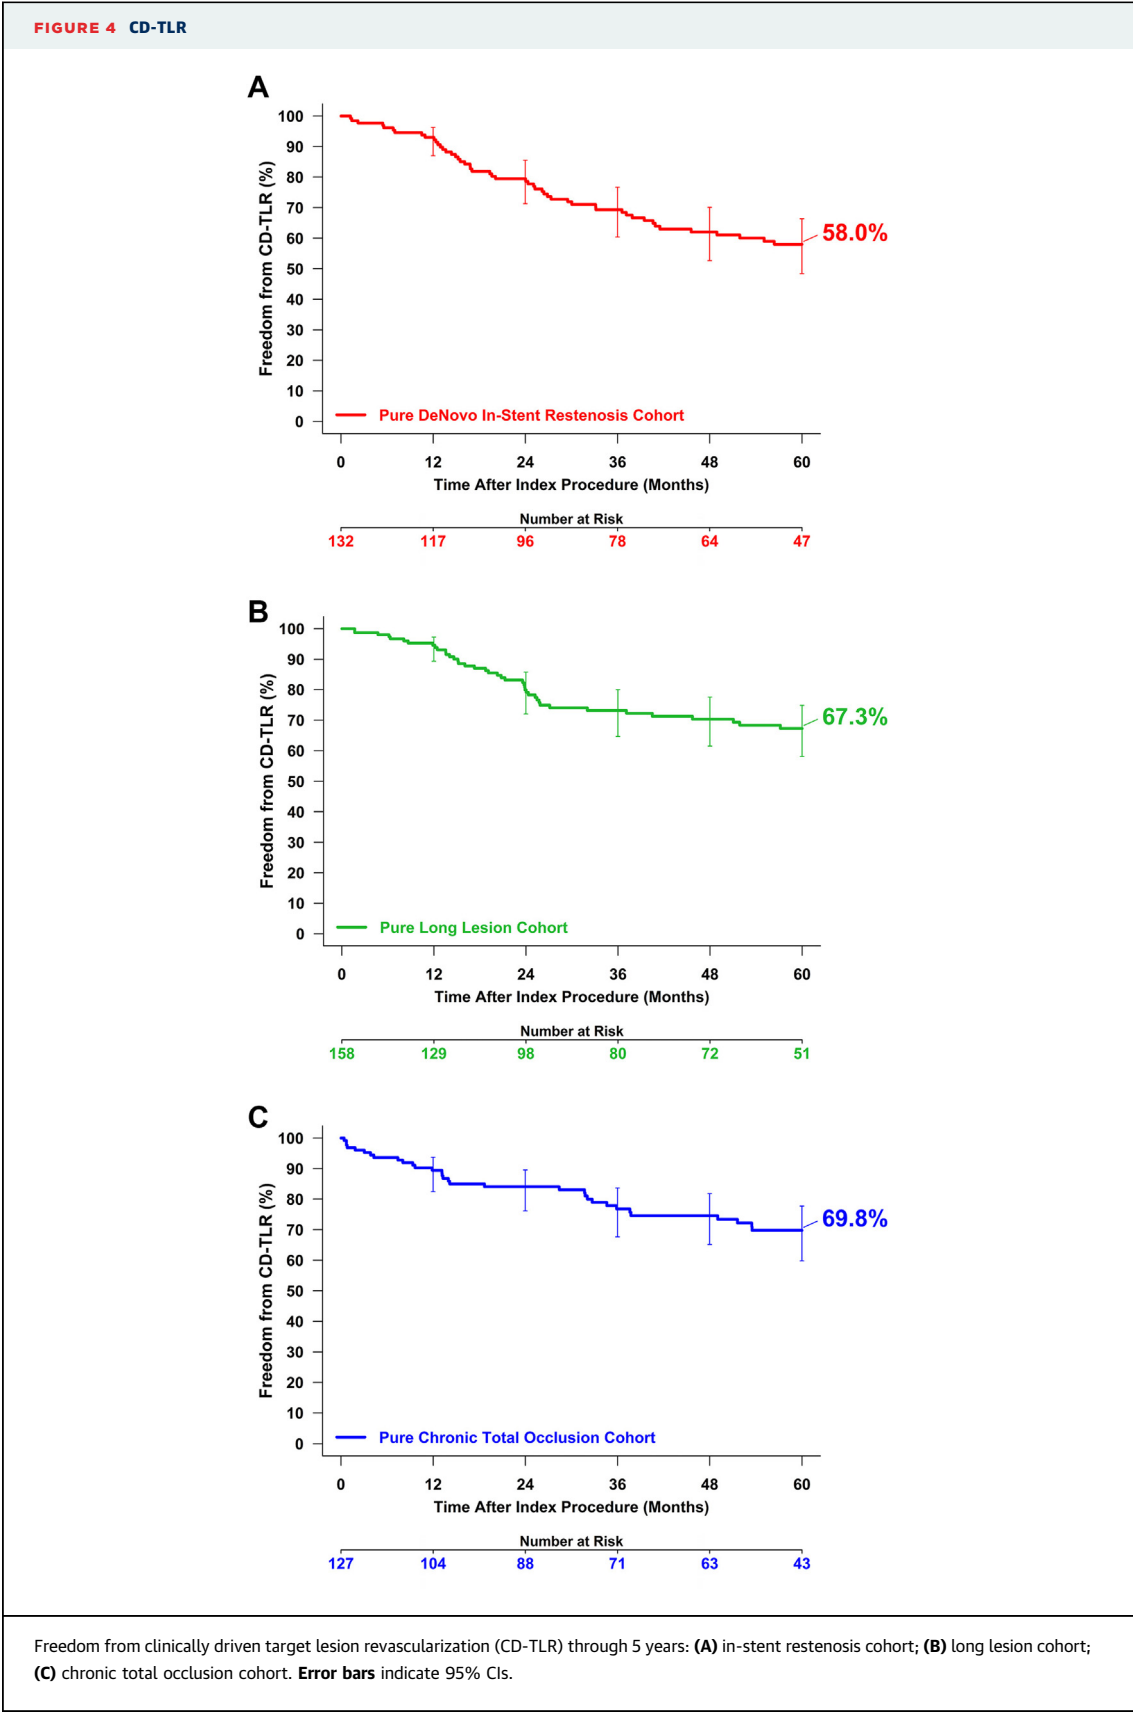 FIGURE 4 CD-TLR
A
Freedom from CD-TLR (%)
100
90
80
70
60
50
40
30
20
10
0
58.0%
Pure DeNovo In-Stent Restenosis Cohort
0 12 24 36 48 60
Time After Index Procedure (Months)
Number at Risk
132 117 96 78 64 47
B
Freedom from CD-TLR (%)
100
90
80
70
60
50
40
30
20
10
0
67.3%
Pure Long Lesion Cohort
0 12 24 36 48 60
Time After Index Procedure (Months)
Number at Risk
158 129 98 80 72 51
C
Freedom from CD-TLR (%)
100
90
80
70
60
50
40
30
20
10
0
69.8%
Pure Chronic Total Occlusion Cohort
0 12 24 36 48 60
Time After Index Procedure (Months)
Number at Risk
127 104 88 71 63 43
Freedom from clinically driven target lesion revascularization (CD-TLR) through 5 years: (A) in-stent restenosis cohort; (B) long lesion cohort;
(C) chronic total occlusion cohort. Error bars indicate 95% CIs.